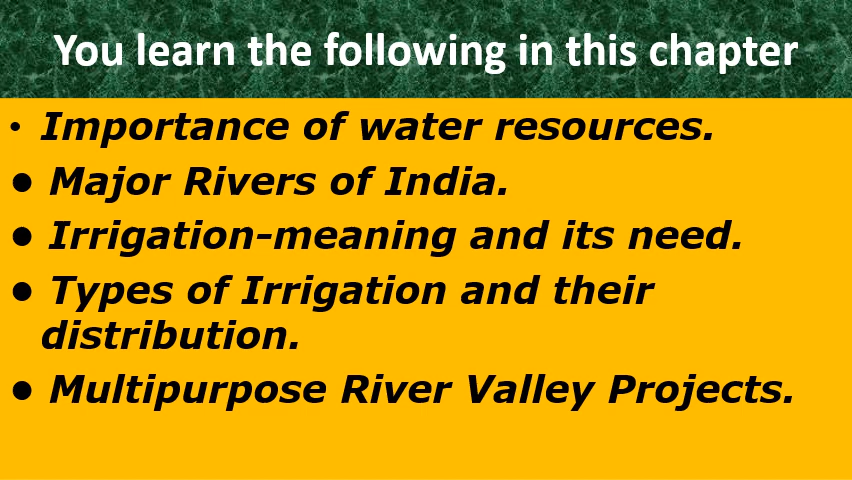 You learn the following in this chapter
• Importance of water resources.
● Major Rivers of India.
● Irrigation-meaning and its need.
● Types of Irrigation and their
distribution.
● Multipurpose River Valley Projects.